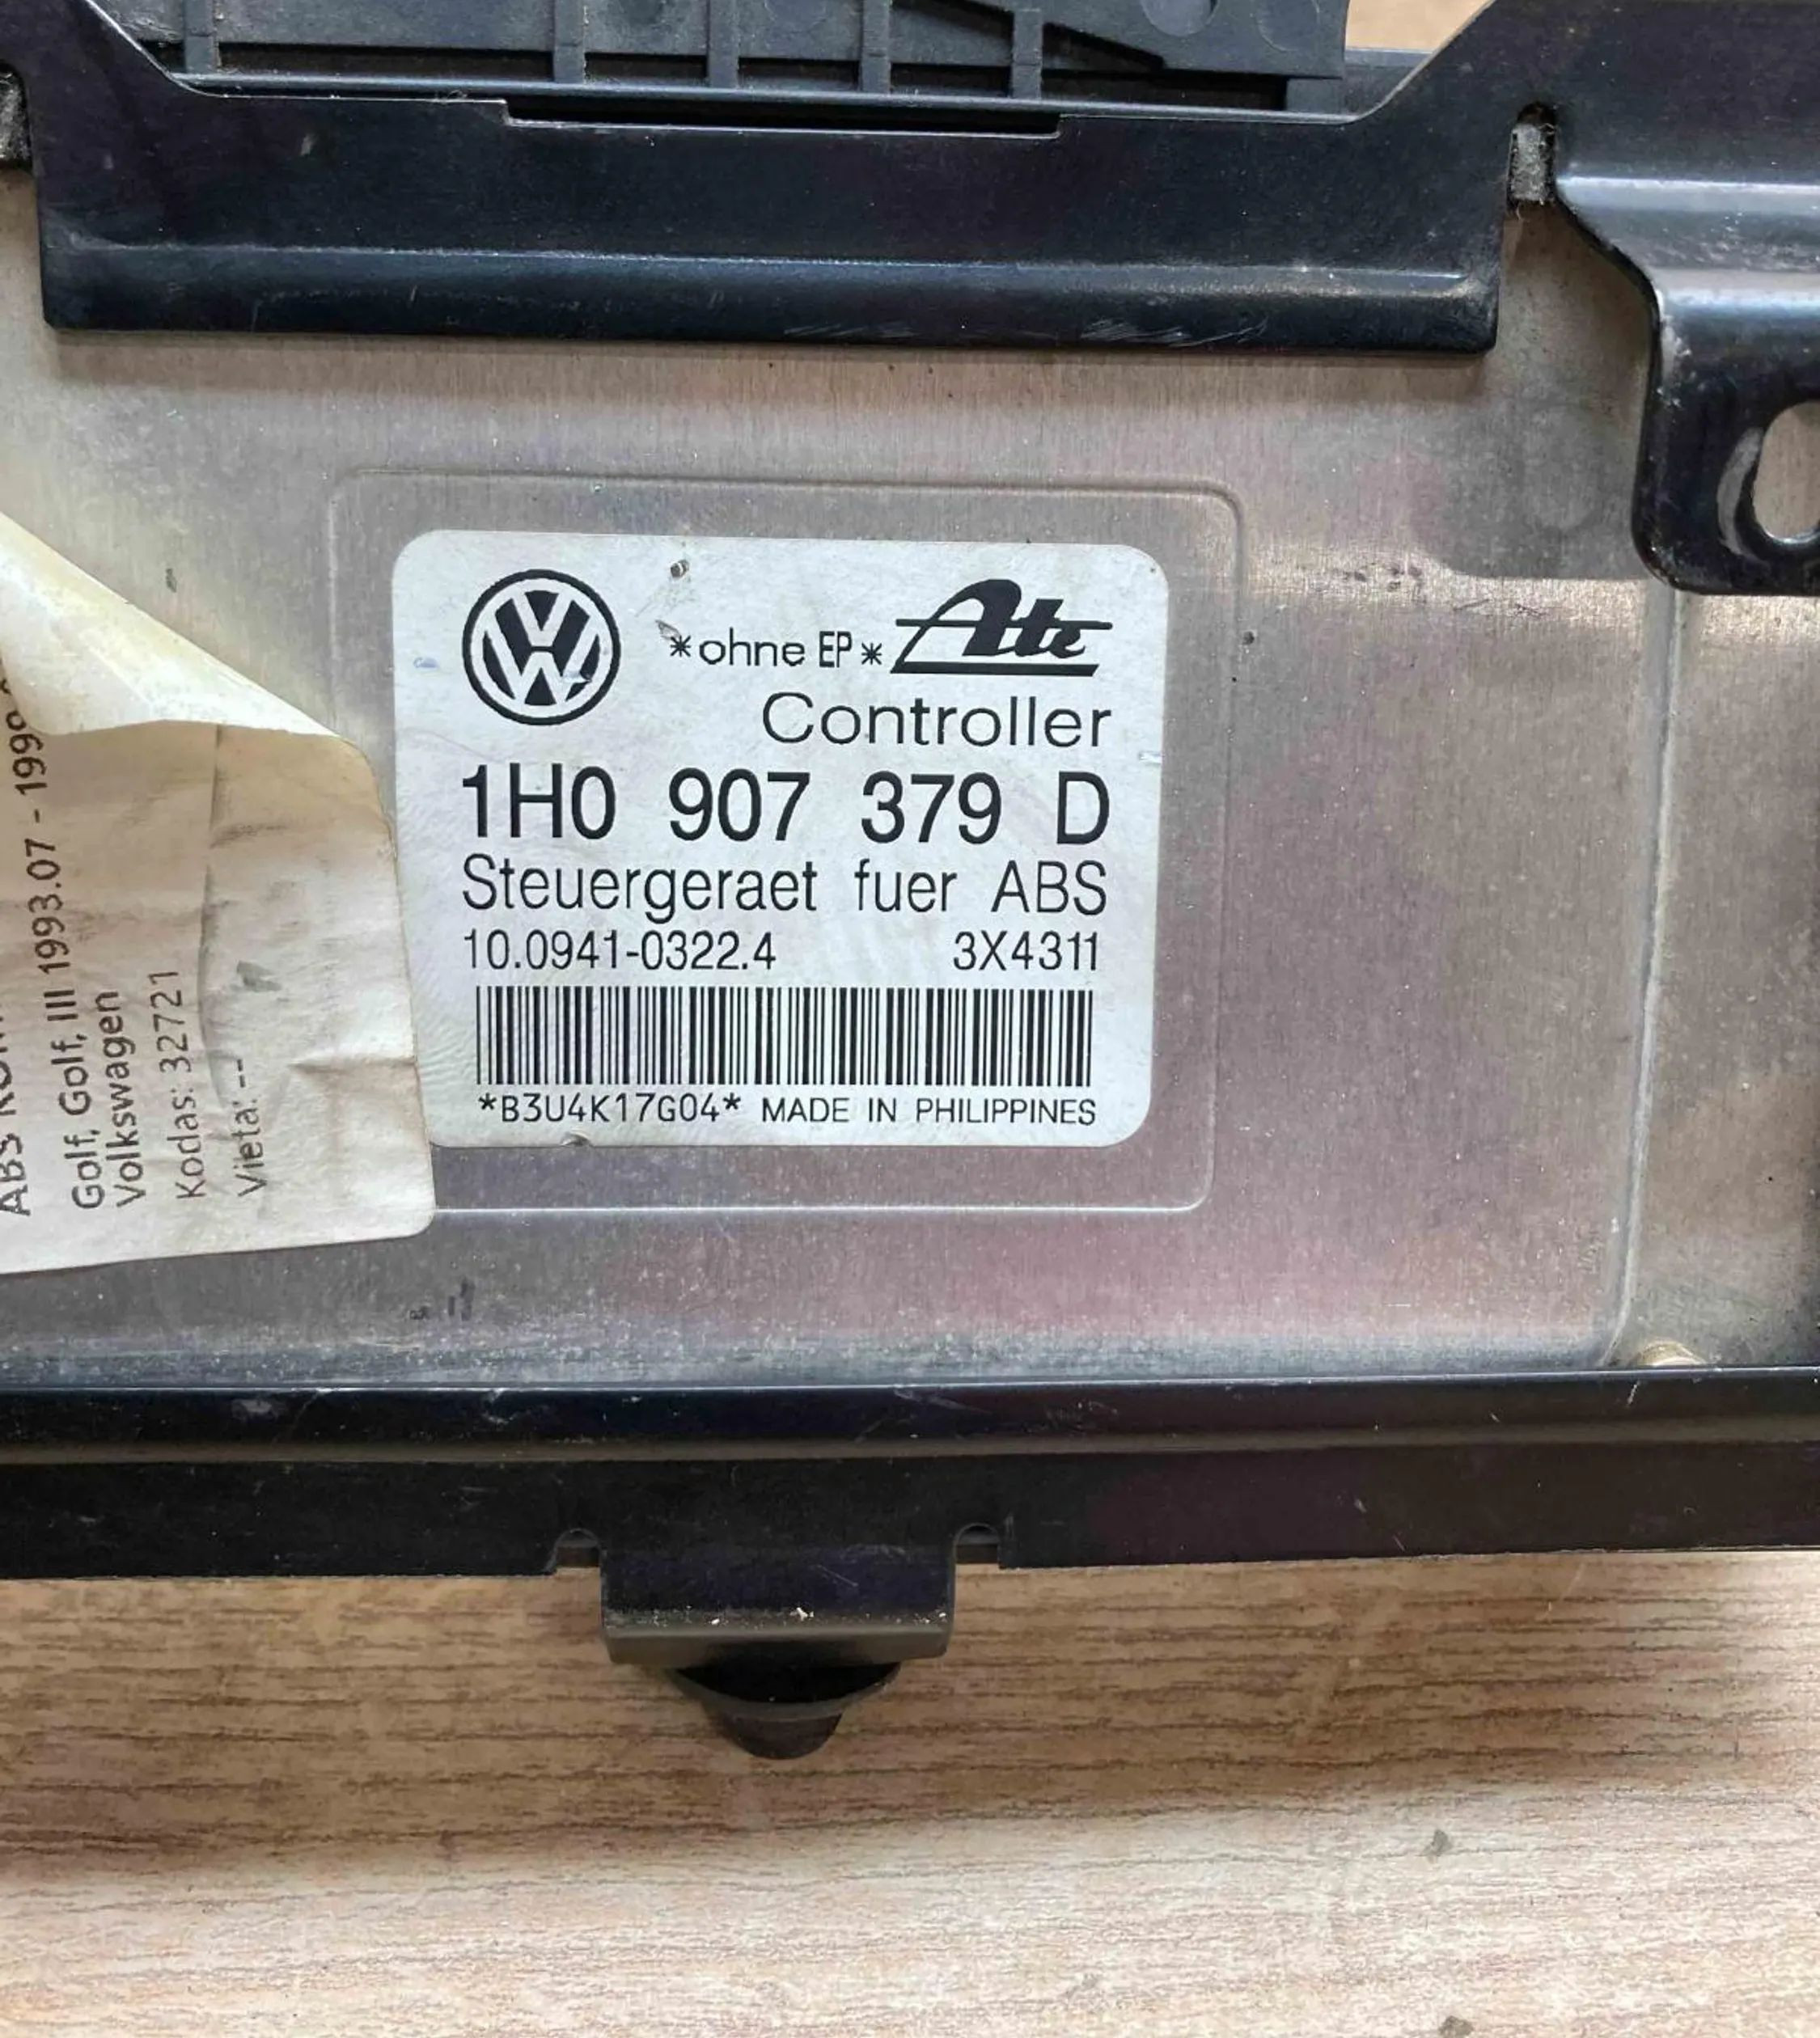 *ohne EP* Ate
Controller
1H0 907 379 D
Steuergeraet fuer ABS
10.0941-0322.4 3X4311
*B3U4K17G04* MADE IN PHILIPPINES
ABS
Golf, Golf, III 1993.07 - 199
Volkswagen
Kodas: 32721
Vieta: --